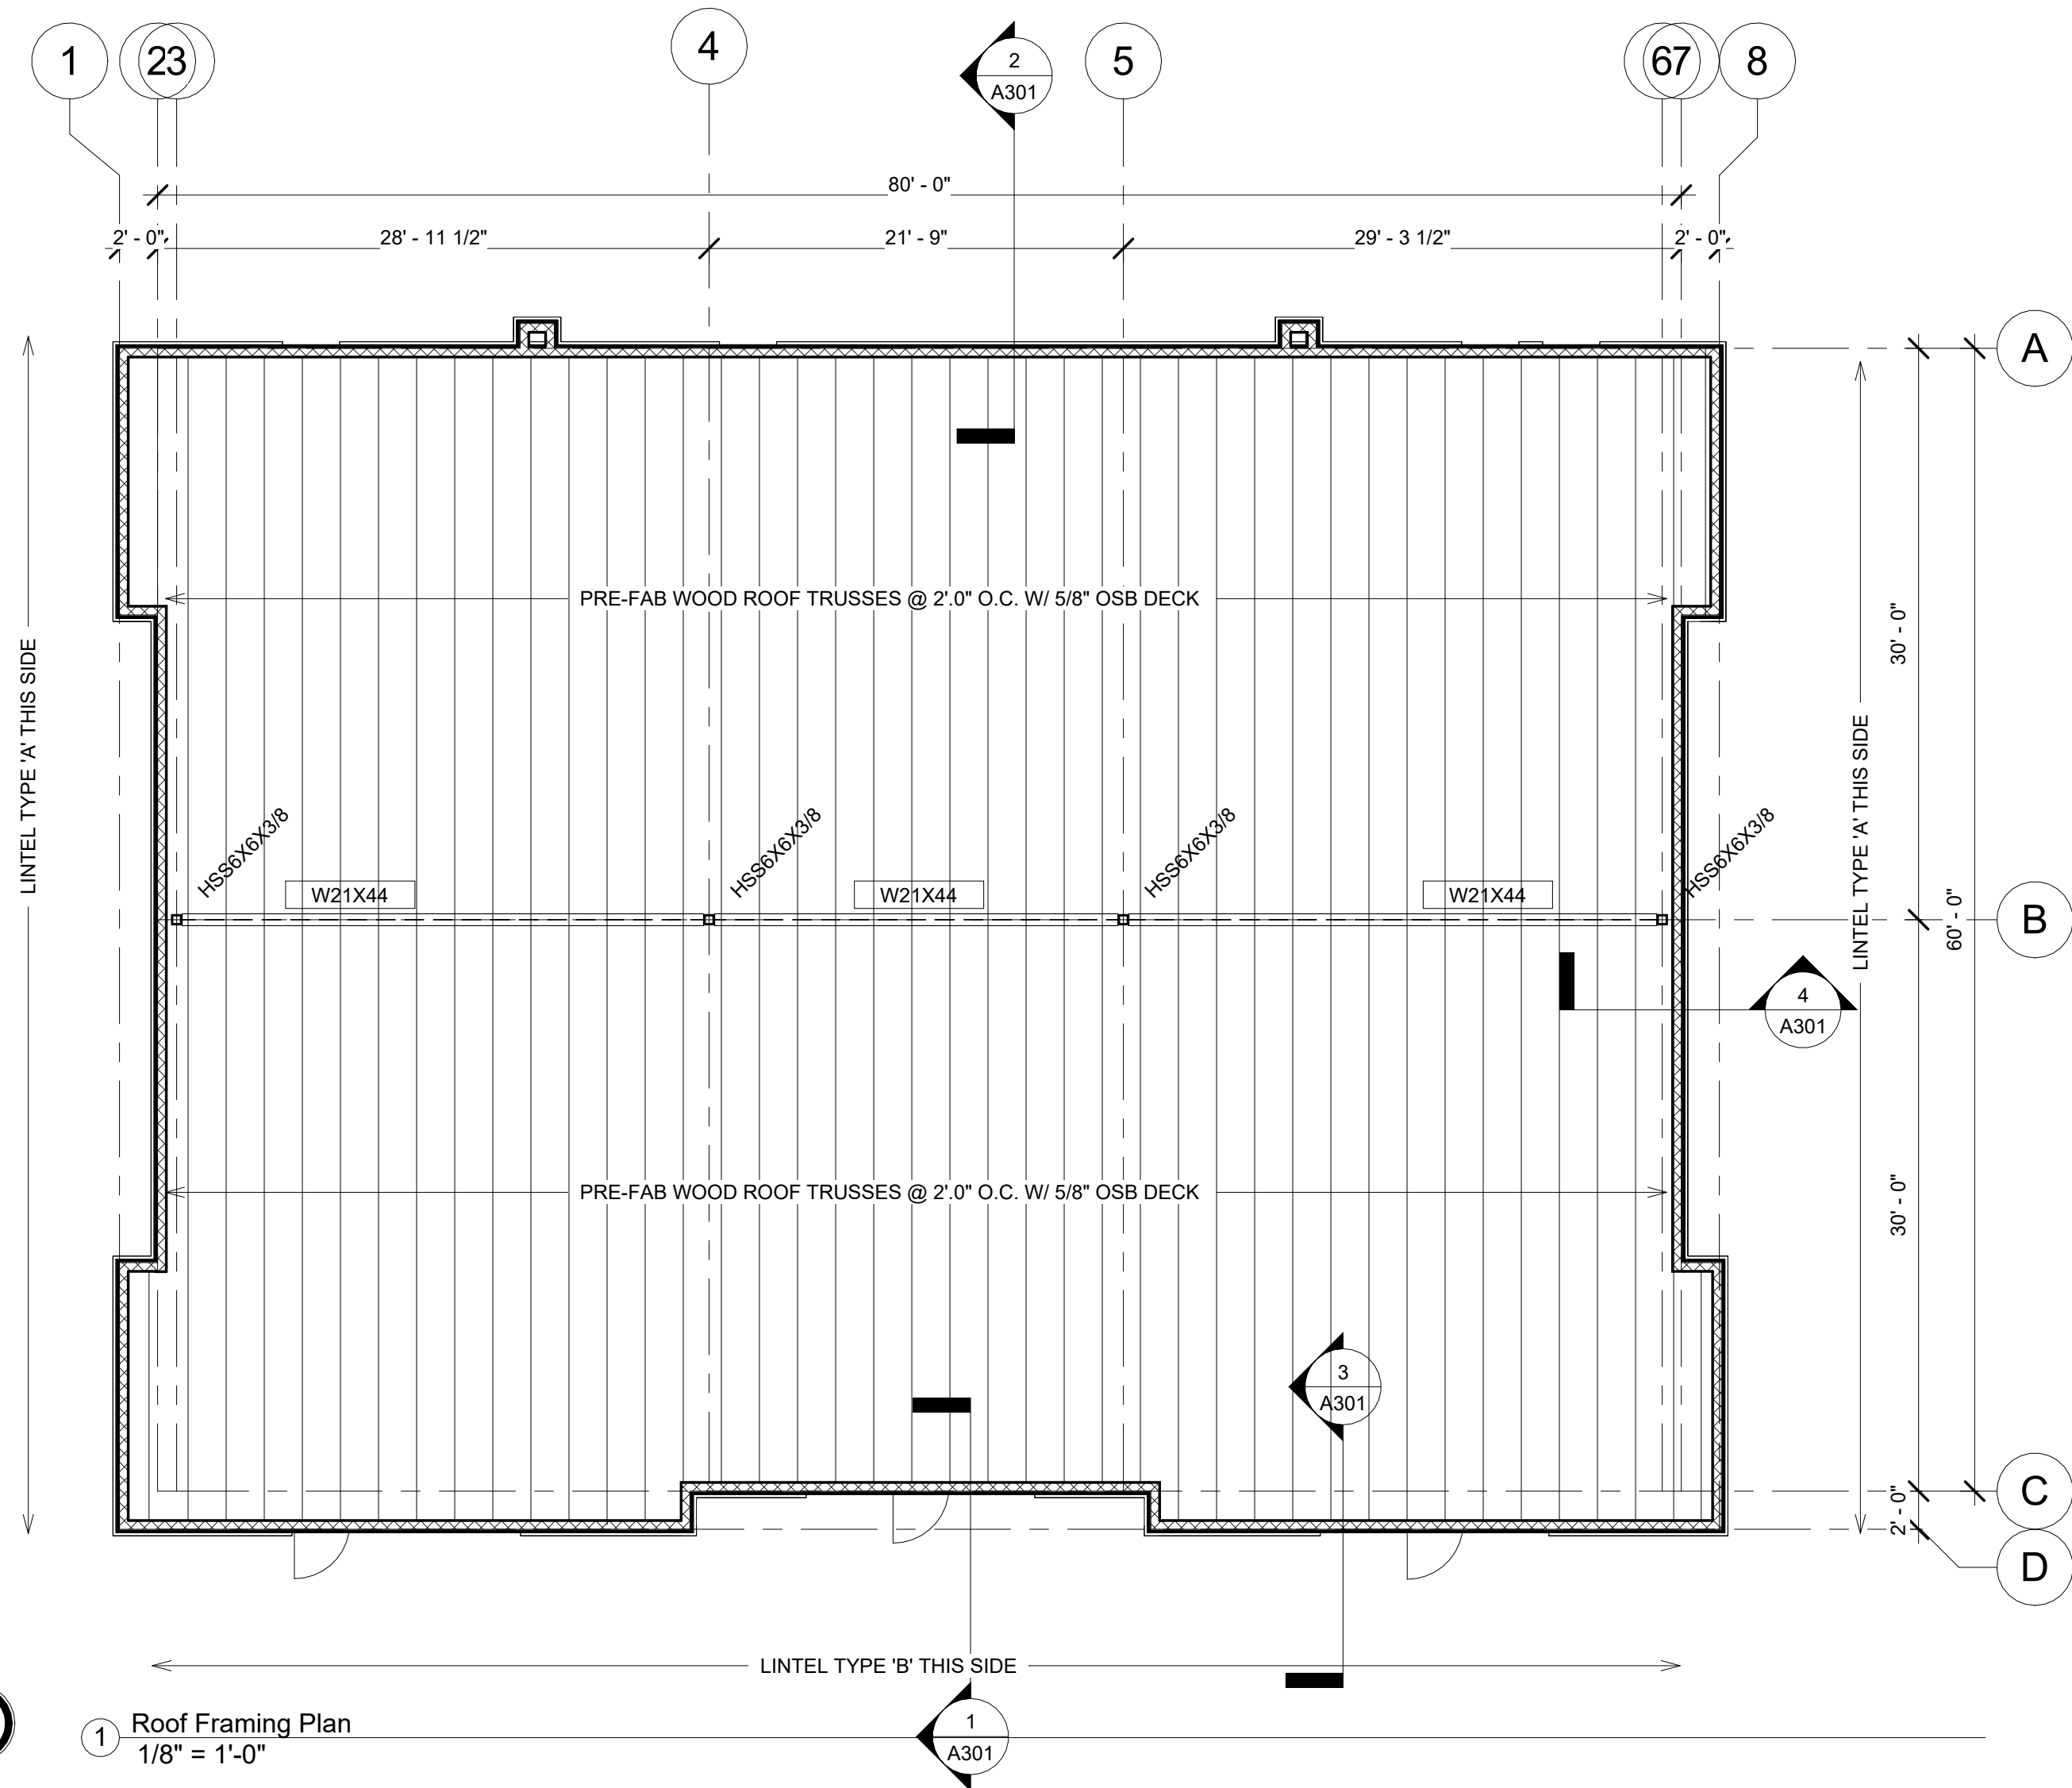 1
2
3
4
5
6
7
8
2
A301
80' - 0"
2' - 0"
28' - 11 1/2"
21' - 9"
29' - 3 1/2"
2' - 0"
A
PRE-FAB WOOD ROOF TRUSSES @ 2'.0" O.C. W/ 5/8" OSB DECK
30' - 0"
LINTEL TYPE 'A' THIS SIDE
LINTEL TYPE 'A' THIS SIDE
HSS6X6X3/8
HSS6X6X3/8
HSS6X6X3/8
HSS6X6X3/8
W21X44
W21X44
W21X44
60' - 0"
B
4
A301
PRE-FAB WOOD ROOF TRUSSES @ 2'.0" O.C. W/ 5/8" OSB DECK
30' - 0"
3
A301
C
2' - 0"
D
LINTEL TYPE 'B' THIS SIDE
1
Roof Framing Plan
1/8" = 1'-0"
1
A301